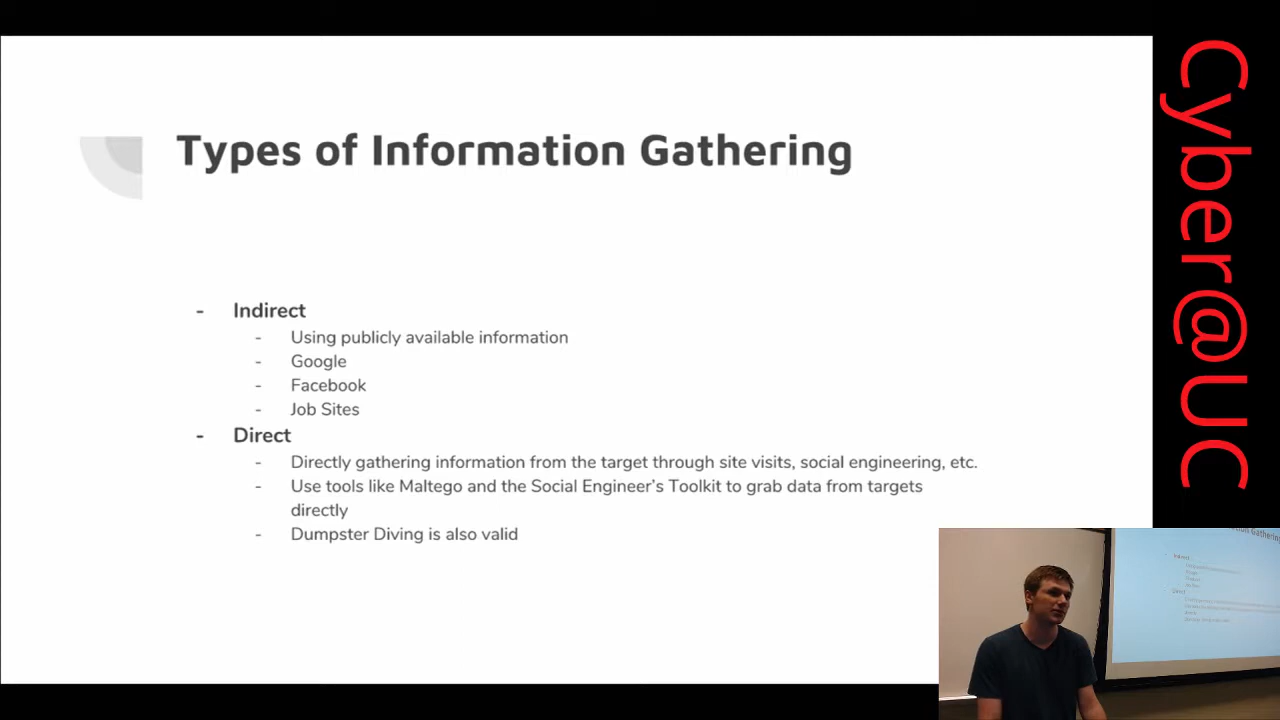 Types of Information Gathering
- Indirect
- Using publicly available information
- Google
- Facebook
- Job Sites
- Direct
- Directly gathering information from the target through site visits, social engineering, etc.
- Use tools like Maltego and the Social Engineer's Toolkit to grab data from targets
directly
- Dumpster Diving is also valid
Cyber@UC